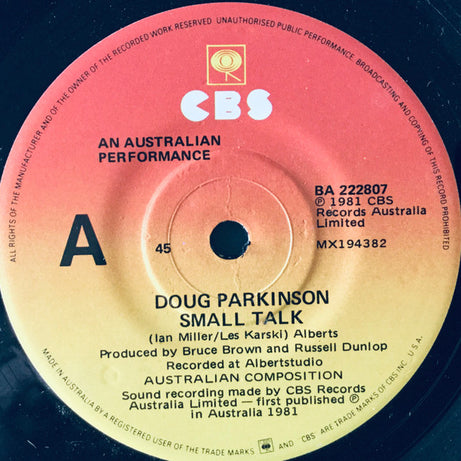 ALL RIGHTS OF THE MANUFACTURER AND OF THE OWNER OF THE RECORDED WORK RESERVED UNAUTHORISED PUBLIC PERFORMANCE, BROADCASTING AND COPYING OF THIS RECORD PROHIBITED
CBS
AN AUSTRALIAN
PERFORMANCE
BA 222807
℗ 1981 CBS
Records Australia
Limited
A
45
MX194382
DOUG PARKINSON
SMALL TALK
(Ian Miller/Les Karski) Alberts
Produced by Bruce Brown and Russell Dunlop
Recorded at Albertstudio
AUSTRALIAN COMPOSITION
Sound recording made by CBS Records
Australia Limited — first published ℗
in Australia 1981
MADE IN AUSTRALIA BY A REGISTERED USER OF THE TRADE MARKS AND CBS ARE TRADE MARKS OF CBS INC. U.S.A.